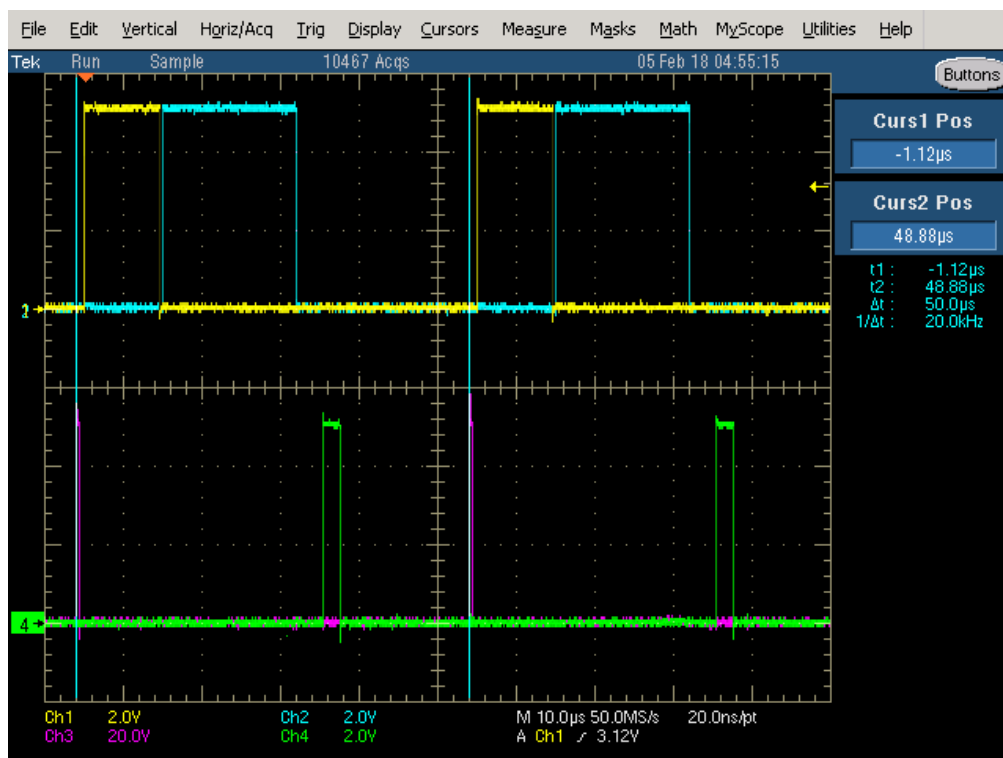 File Edit Vertical Horiz/Acq Trig Display Cursors Measure Masks Math MyScope Utilities Help
Tek Run Sample 10467 Acqs 05 Feb 18 04:55:15
Buttons
Curs1 Pos
-1.12µs
Curs2 Pos
48.88µs
t1 : -1.12µs
t2 : 48.88µs
Δt : 50.0µs
1/Δt : 20.0kHz
2
4
Ch1 2.0V Ch2 2.0V M 10.0µs 50.0MS/s 20.0ns/pt
Ch3 20.0V Ch4 2.0V A Ch1 / 3.12V